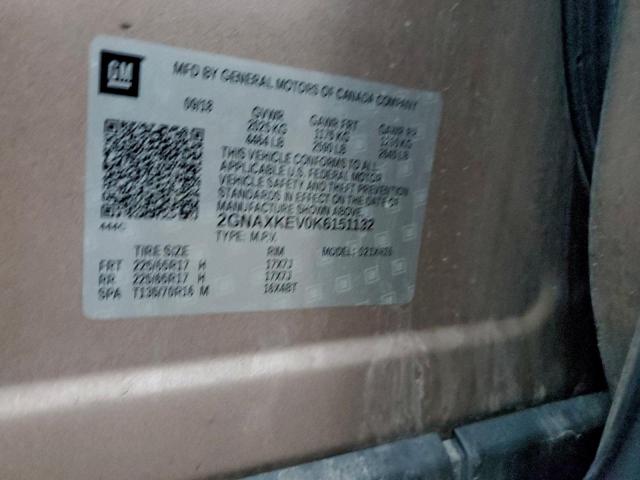 GM
MFD BY GENERAL MOTORS OF CANADA COMPANY
09/18
GVWR GAWR FRT GAWR RR
2025 KG 1175 KG KG
4464 LB 2590 LB LB
THIS VEHICLE CONFORMS TO ALL
APPLICABLE U.S. FEDERAL MOTOR
VEHICLE SAFETY AND THEFT PREVENTION
STANDARDS IN EFFECT ON THE DATE OF
MANUFACTURE SHOWN ABOVE.
2GNAXKEV0K6151132
TYPE: M.P.V. MODEL:
TIRE SIZE RIM
FRT 225/65R17 H 17X7J
RR 225/65R17 H 17X7J
SPA T135/70R16 M 16X4BT